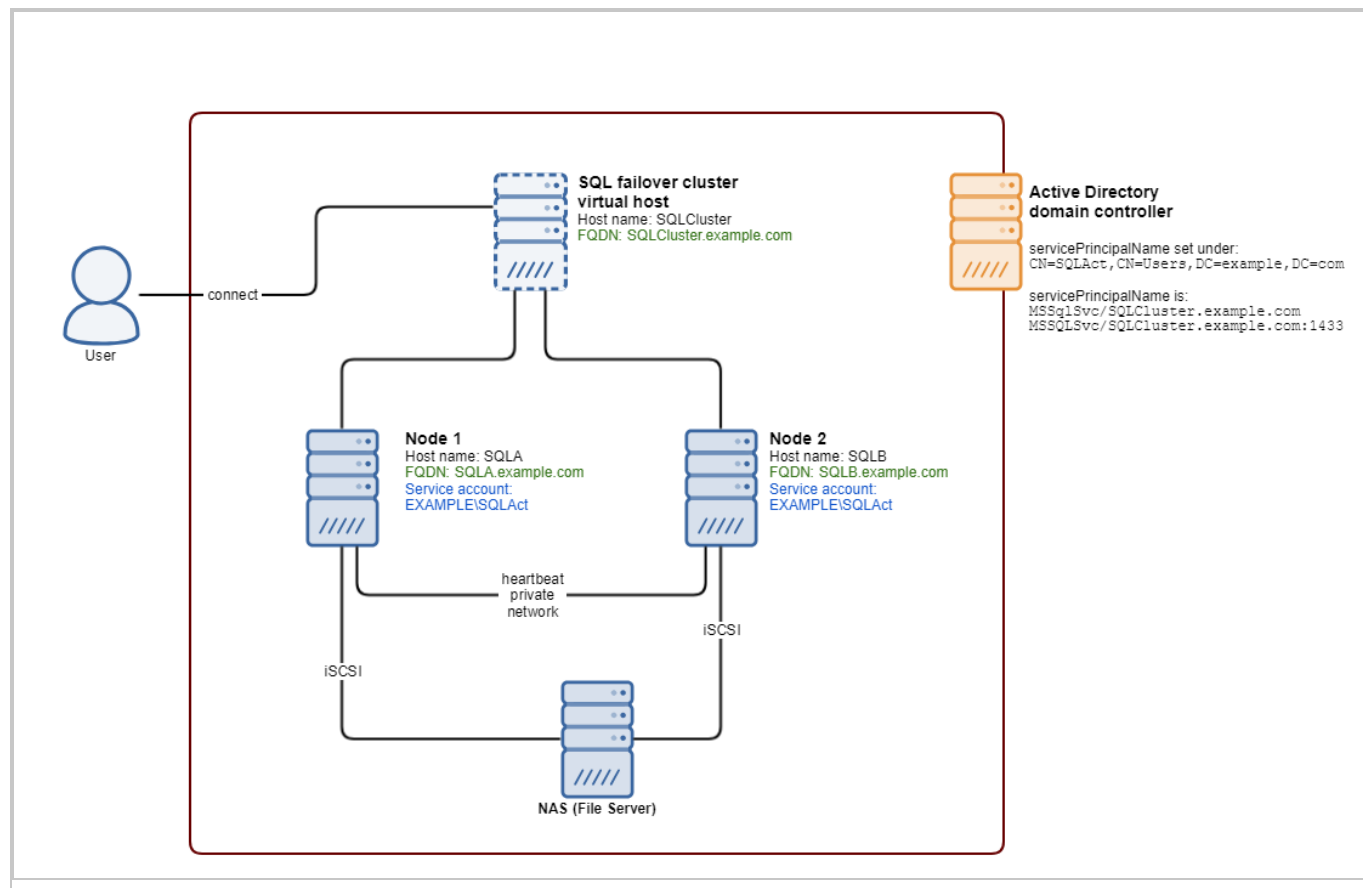 SQL failover cluster
virtual host
Host name: SQLCluster
FQDN: SQLCluster.example.com
Active Directory
domain controller
servicePrincipalName set under:
CN=SQLAct,CN=Users,DC=example,DC=com
servicePrincipalName is:
MSSqlSvc/SQLCluster.example.com
MSSQLSvc/SQLCluster.example.com:1433
connect
User
Node 1
Host name: SQLA
FQDN: SQLA.example.com
Service account:
EXAMPLE\SQLAct
Node 2
Host name: SQLB
FQDN: SQLB.example.com
Service account:
EXAMPLE\SQLAct
heartbeat
private
network
iSCSI
iSCSI
NAS (File Server)